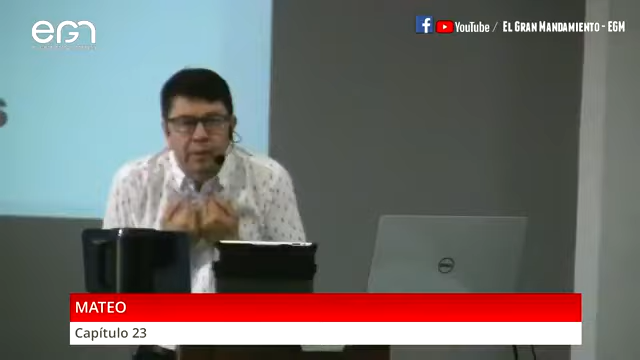 EGM
YouTube / El Gran Mandamiento - EGM
DELL
MATEO
Capítulo 23